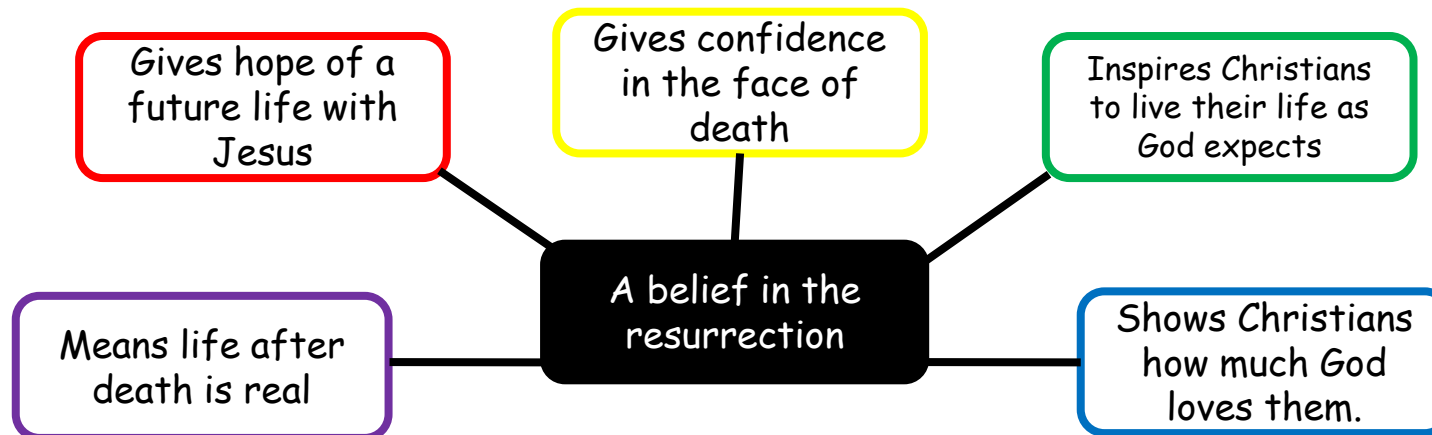 Gives hope of a
future life with
Jesus
Gives confidence
in the face of
death
Inspires Christians
to live their life as
God expects
A belief in the
resurrection
Means life after
death is real
Shows Christians
how much God
loves them.